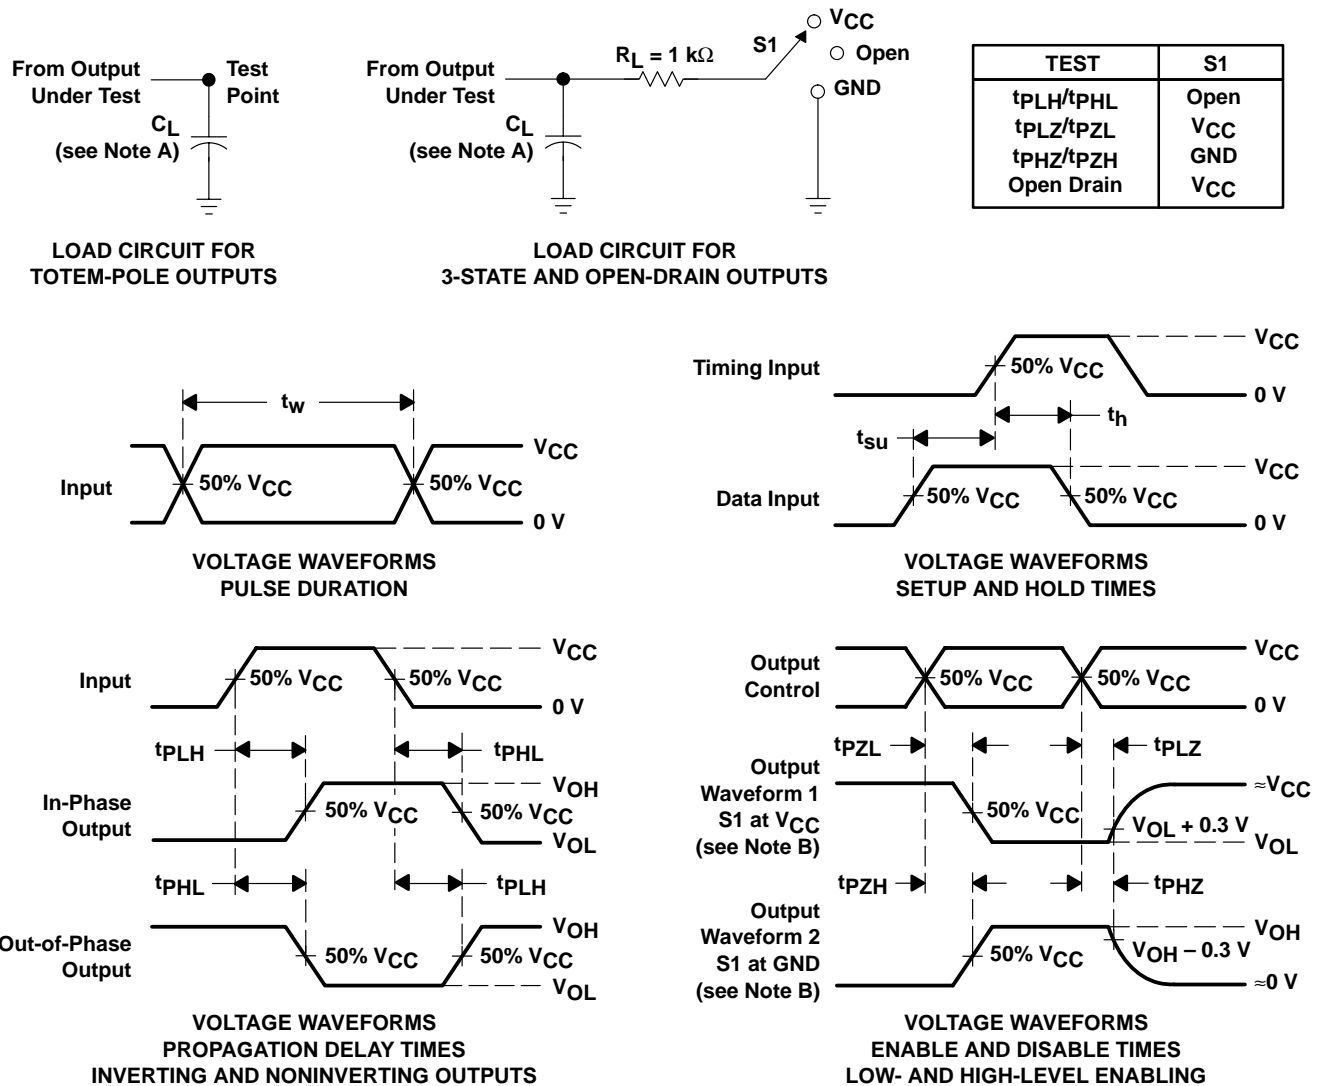 From Output
Under Test
Test
Point
CL
(see Note A)
LOAD CIRCUIT FOR
TOTEM-POLE OUTPUTS
From Output
Under Test
RL = 1 kΩ
S1
VCC
Open
GND
CL
(see Note A)
LOAD CIRCUIT FOR
3-STATE AND OPEN-DRAIN OUTPUTS
TEST S1
tPLH/tPHL Open
tPLZ/tPZL VCC
tPHZ/tPZH GND
Open Drain VCC
tw
Input
50% VCC
50% VCC
VCC
0 V
VOLTAGE WAVEFORMS
PULSE DURATION
Timing Input
50% VCC
VCC
0 V
tsu
th
Data Input
50% VCC
50% VCC
VCC
0 V
VOLTAGE WAVEFORMS
SETUP AND HOLD TIMES
Input
50% VCC
50% VCC
VCC
0 V
tPLH
tPHL
In-Phase
Output
50% VCC
50% VCC
VOH
VOL
tPHL
tPLH
Out-of-Phase
Output
50% VCC
50% VCC
VOH
VOL
VOLTAGE WAVEFORMS
PROPAGATION DELAY TIMES
INVERTING AND NONINVERTING OUTPUTS
Output
Control
50% VCC
50% VCC
VCC
0 V
tPZL
tPLZ
Output
Waveform 1
S1 at VCC
(see Note B)
50% VCC
VOL + 0.3 V
≈VCC
VOL
tPZH
tPHZ
Output
Waveform 2
S1 at GND
(see Note B)
50% VCC
VOH − 0.3 V
VOH
≈0 V
VOLTAGE WAVEFORMS
ENABLE AND DISABLE TIMES
LOW- AND HIGH-LEVEL ENABLING